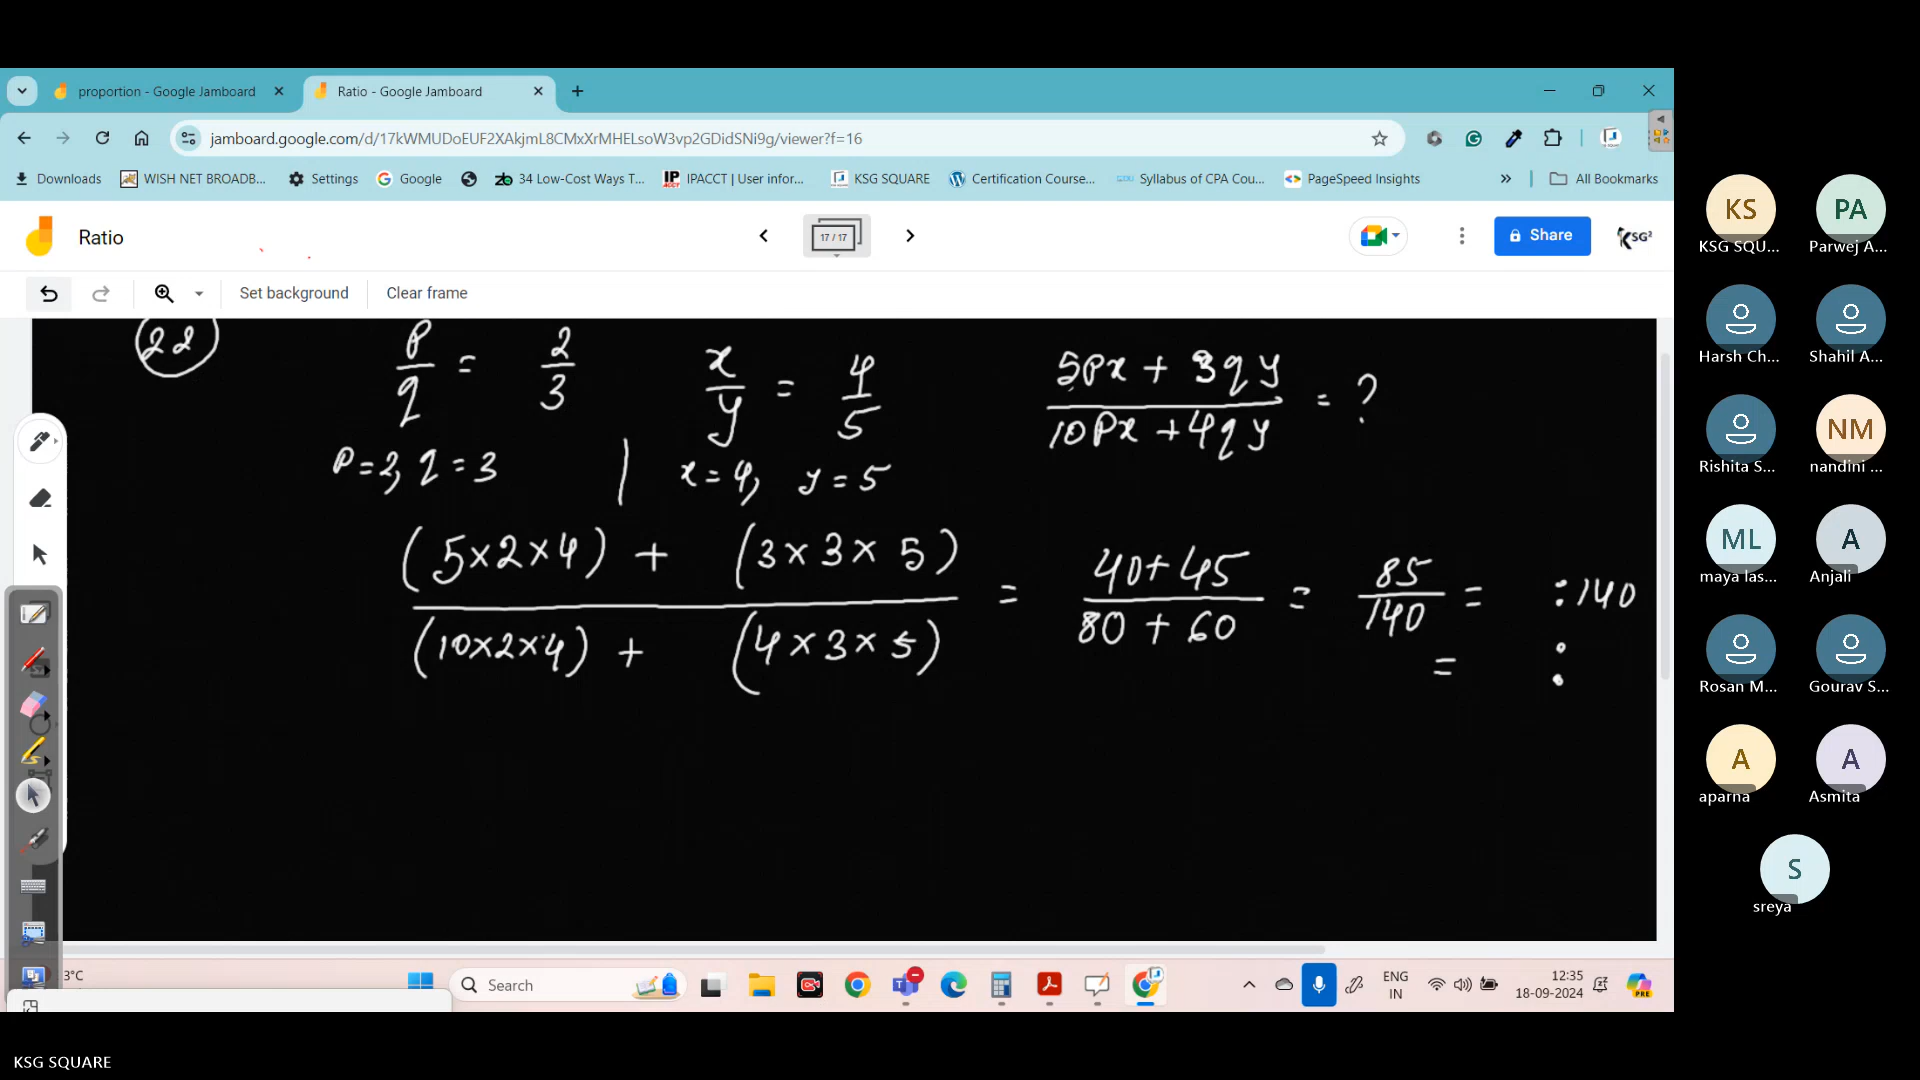 proportion - Google Jamboard
Ratio - Google Jamboard
jamboard.google.com/d/17kWMUDoEUF2XAkjmL8CMxXrMHELsoW3vp2GDidSNi9g/viewer?f=16
Downloads WISH NET BROADB... Settings Google 34 Low-Cost Ways T... IPACCT | User infor... KSG SQUARE Certification Course... Syllabus of CPA Cou... PageSpeed Insights » All Bookmarks
Ratio 17 / 17 Share KSG²
Set background Clear frame
22 p/q = 2/3 x/y = 4/5 (5px + 3qy)/(10px + 4qy) = ?
p = 2, q = 3 | x = 4, y = 5
((5×2×4) + (3×3×5))/((10×2×4) + (4×3×5)) = (40+45)/(80+60) = 85/140 = :140
= :
3°C Search ENG IN 12:35 18-09-2024
KS PA
KSG SQU... Parwej A...
Harsh Ch... Shahil A...
NM
Rishita S... nandini ...
ML A
maya las... Anjali
Rosan M... Gourav S...
A A
aparna Asmita
S
sreya
KSG SQUARE